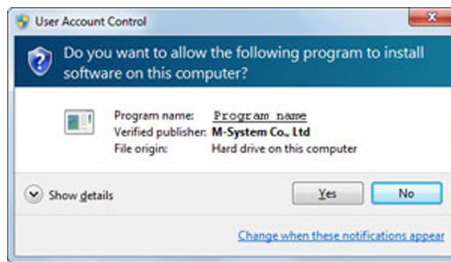 User Account Control
Do you want to allow the following program to install
software on this computer?
Program name: Program name
Verified publisher: M-System Co., Ltd
File origin: Hard drive on this computer
Show details
Yes
No
Change when these notifications appear